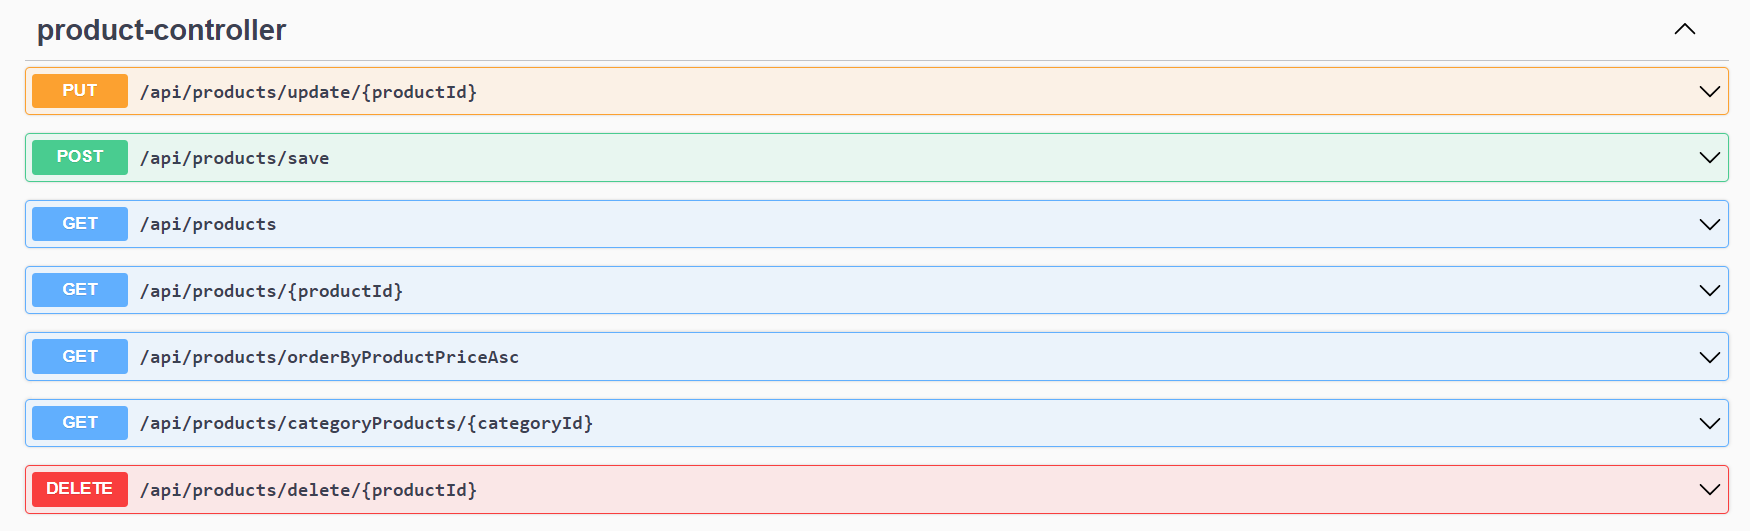 product-controller
PUT /api/products/update/{productId}
POST /api/products/save
GET /api/products
GET /api/products/{productId}
GET /api/products/orderByProductPriceAsc
GET /api/products/categoryProducts/{categoryId}
DELETE /api/products/delete/{productId}